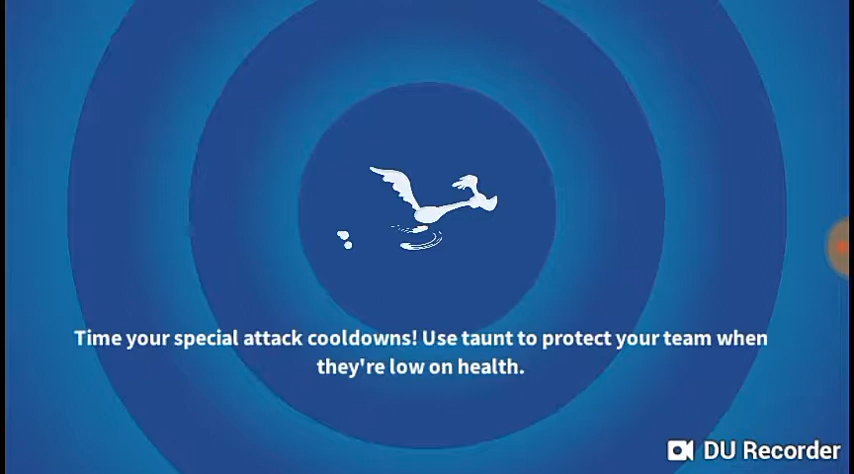 Time your special attack cooldowns! Use taunt to protect your team when
they're low on health.
DU Recorder